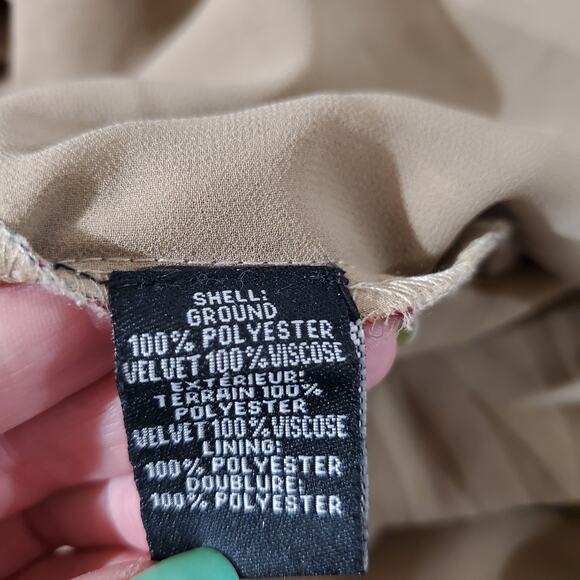 SHELL:
GROUND
100% POLYESTER
VELVET 100% VISCOSE
EXTÉRIEUR:
TERRAIN 100%
POLYESTER
VELVET 100% VISCOSE
LINING:
100% POLYESTER
DOUBLURE:
100% POLYESTER